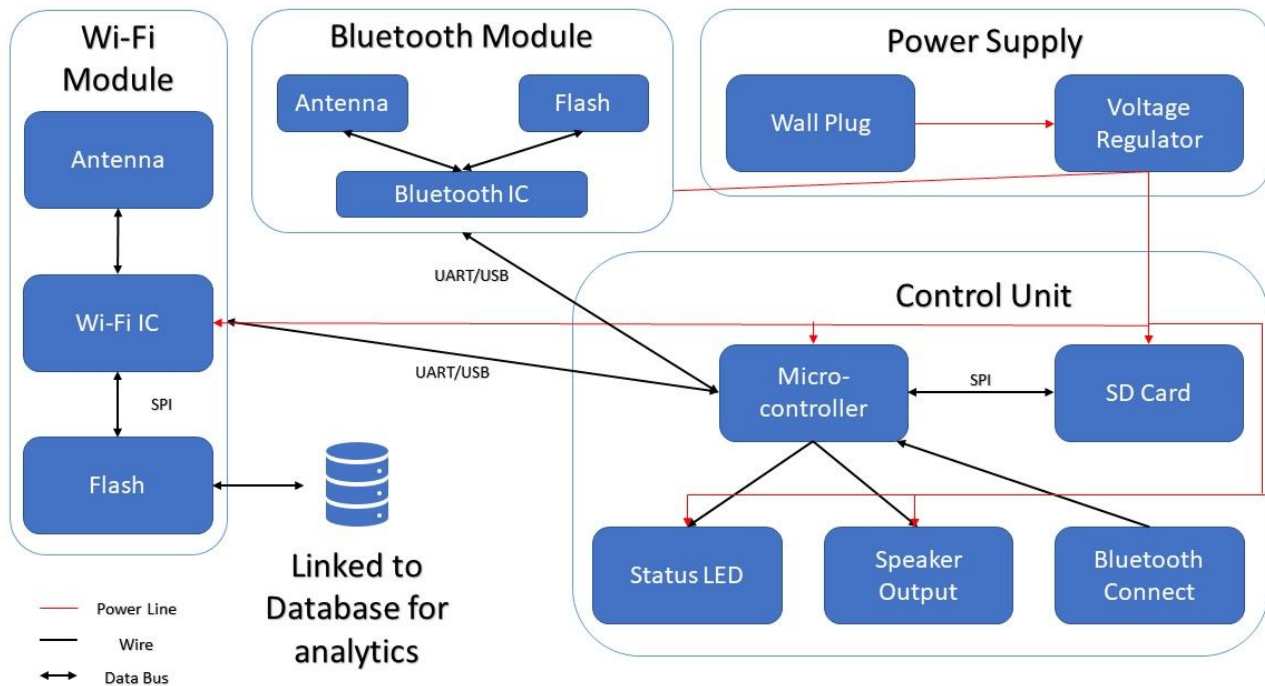 Wi-Fi
Module
Antenna
Wi-Fi IC
SPI
Flash
Bluetooth Module
Antenna
Flash
Bluetooth IC
UART/USB
UART/USB
Power Supply
Wall Plug
Voltage
Regulator
Control Unit
Micro-
controller
SPI
SD Card
Status LED
Speaker
Output
Bluetooth
Connect
Linked to
Database for
analytics
Power Line
Wire
Data Bus